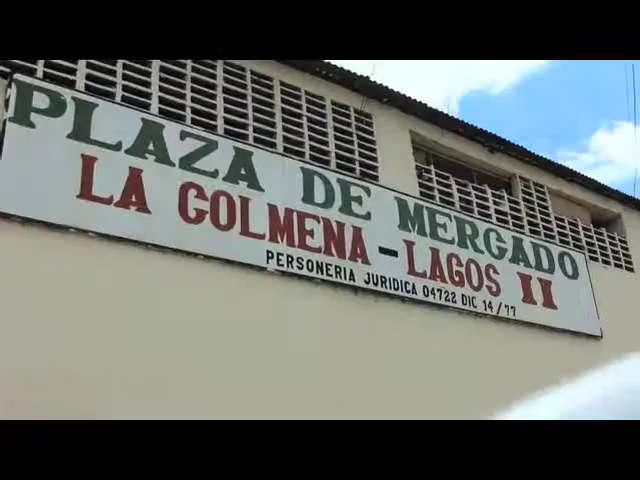 PLAZA DE MERCADO
LA COLMENA - LAGOS II
PERSONERIA JURIDICA 04722 DIC 14/77